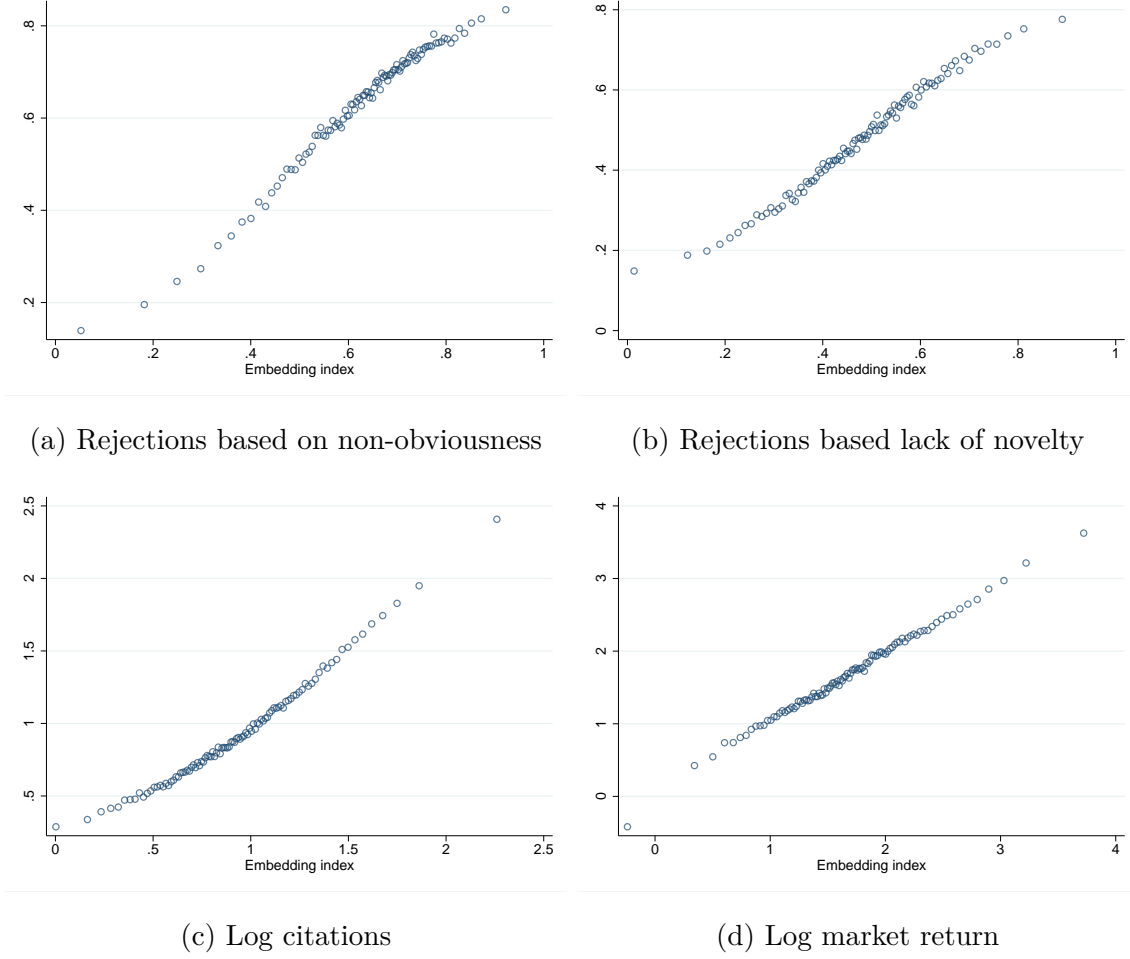 .8
.6
.4
.2
0 .2 .4 .6 .8 1
Embedding index
(a) Rejections based on non-obviousness
.8
.6
.4
.2
0
0 .2 .4 .6 .8 1
Embedding index
(b) Rejections based lack of novelty
2.5
2
1.5
1
.5
0 .5 1 1.5 2 2.5
Embedding index
(c) Log citations
4
3
2
1
0
0 1 2 3 4
Embedding index
(d) Log market return